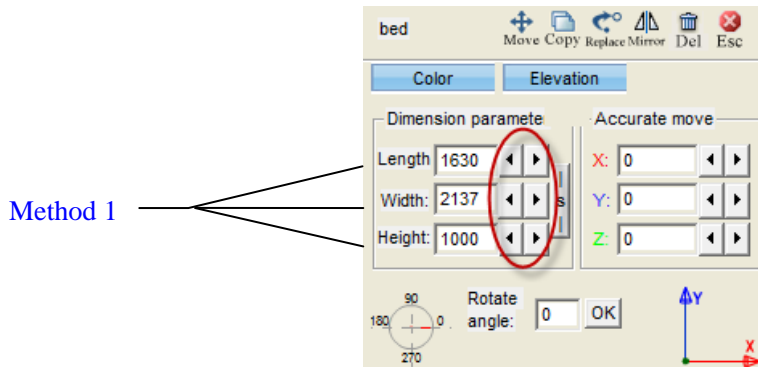 bed
Move Copy Replace Mirror Del Esc
Color Elevation
Dimension paramete Accurate move
Length 1630 X: 0
Method 1 Width: 2137 s Y: 0
Height: 1000 Z: 0
90
180 0
270
Rotate
angle: 0 OK
Y
X